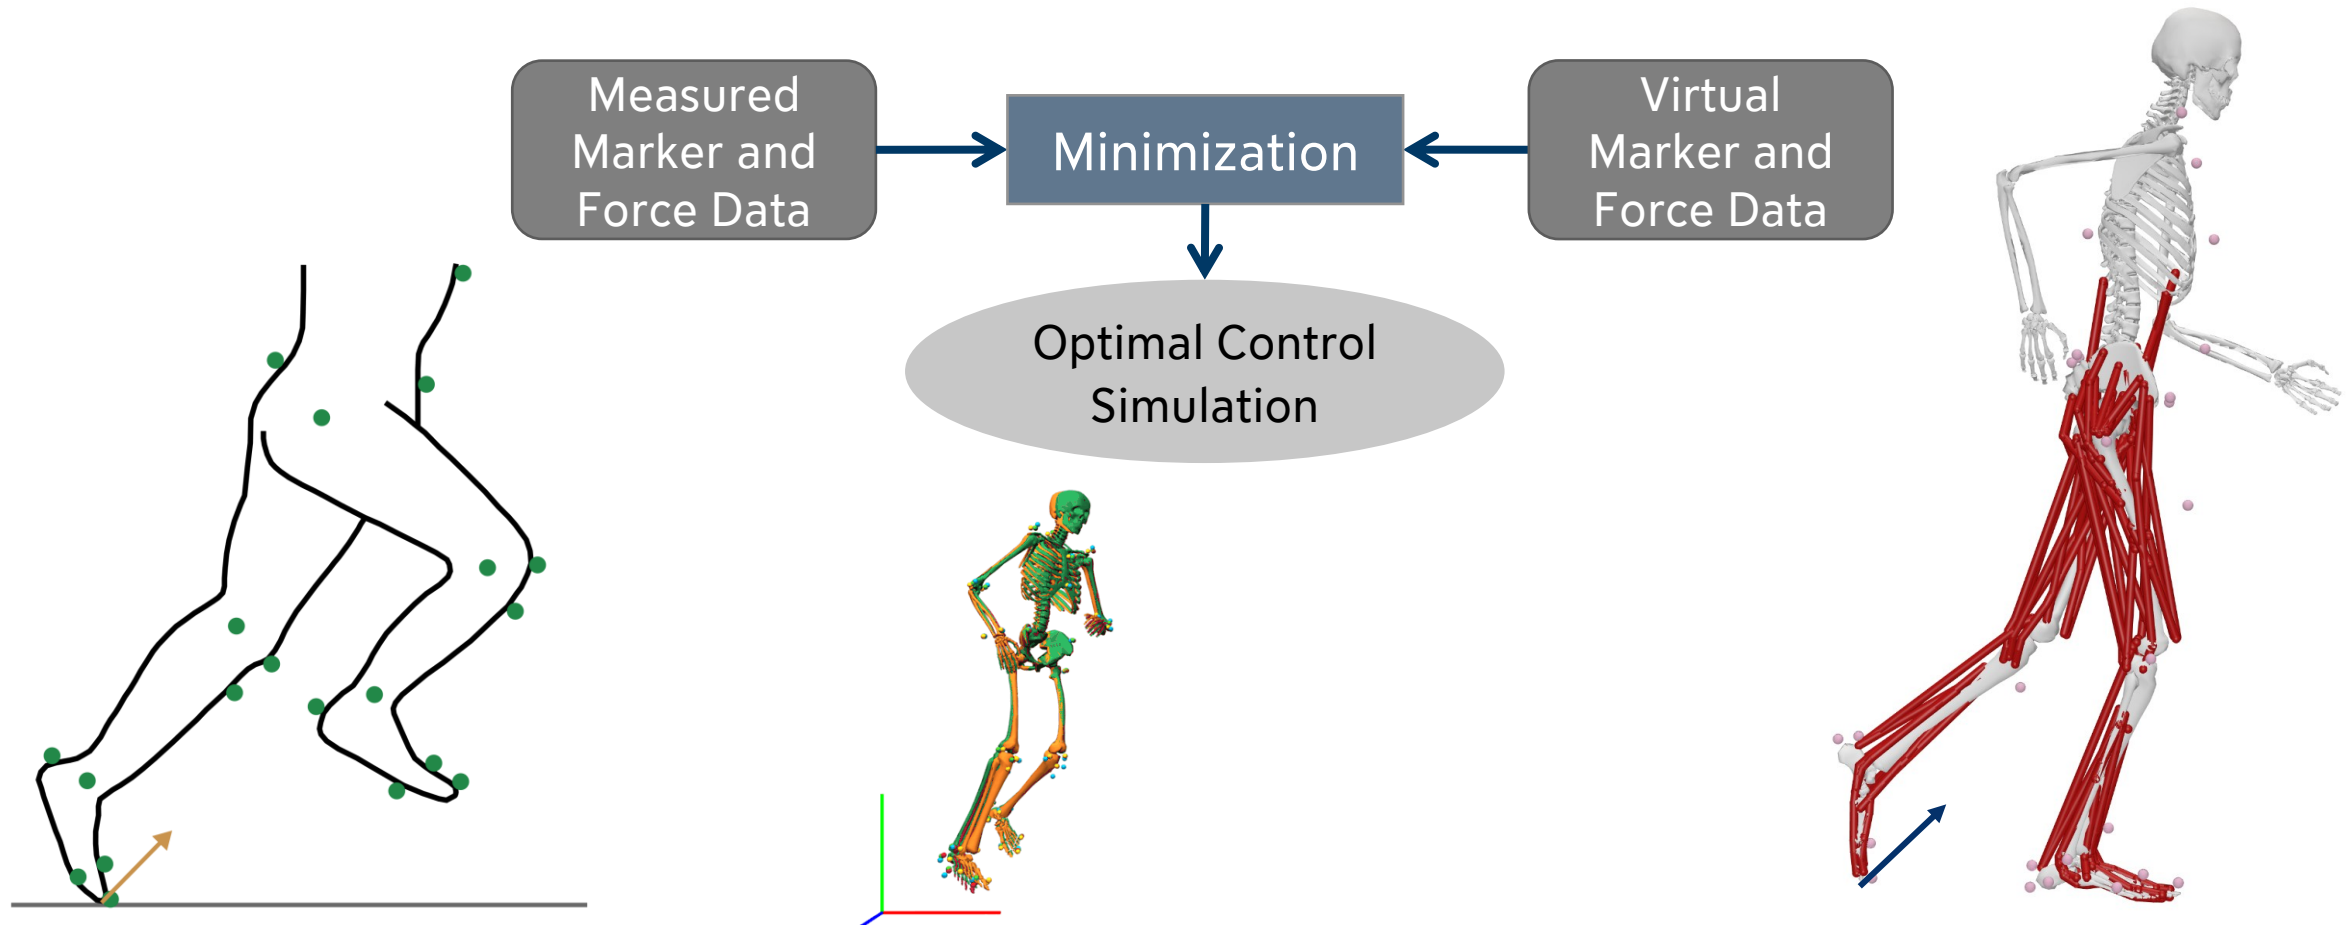 Measured
Marker and
Force Data
Minimization
Virtual
Marker and
Force Data
Optimal Control
Simulation